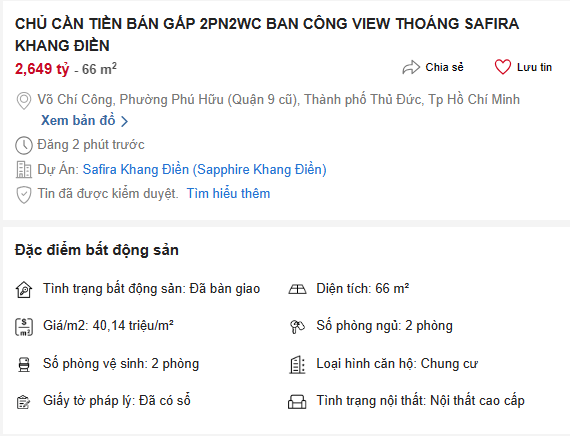 CHỦ CẦN TIỀN BÁN GẤP 2PN2WC BAN CÔNG VIEW THOÁNG SAFIRA
KHANG ĐIỀN
2,649 tỷ - 66 m²
Chia sẻ
Lưu tin
Võ Chí Công, Phường Phú Hữu (Quận 9 cũ), Thành phố Thủ Đức, Tp Hồ Chí Minh
Xem bản đồ
Đăng 2 phút trước
Dự Án: Safira Khang Điền (Sapphire Khang Điền)
Tin đã được kiểm duyệt. Tìm hiểu thêm
Đặc điểm bất động sản
Tình trạng bất động sản: Đã bàn giao
Diện tích: 66 m²
Giá/m2: 40,14 triệu/m²
Số phòng ngủ: 2 phòng
Số phòng vệ sinh: 2 phòng
Loại hình căn hộ: Chung cư
Giấy tờ pháp lý: Đã có sổ
Tình trạng nội thất: Nội thất cao cấp